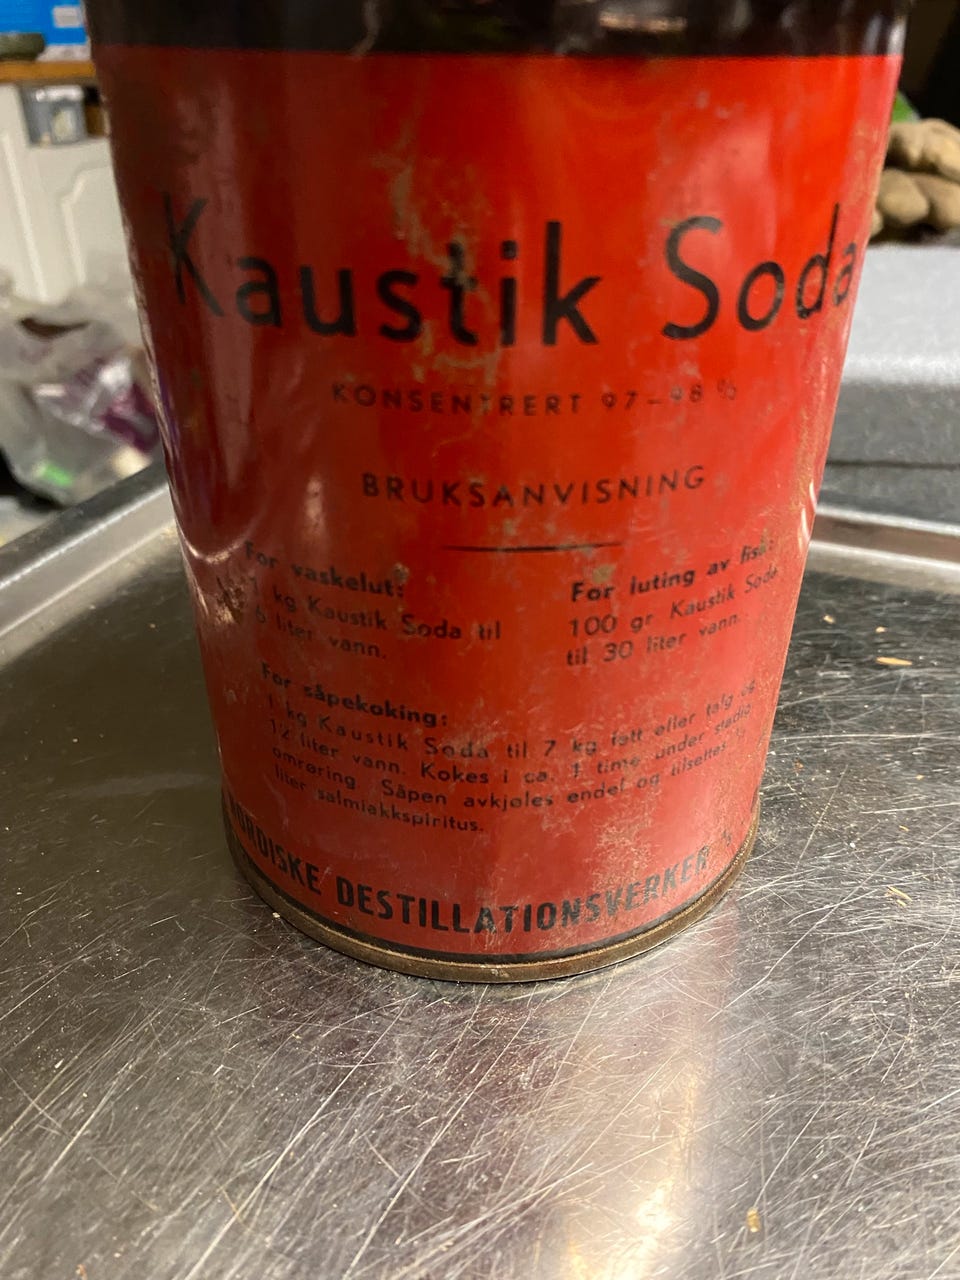 Kaustik Soda
KONSENTRERT 97-98 %
BRUKSANVISNING
For vaskelut:
1 kg Kaustik Soda til
6 liter vann.
For luting av fisk:
100 gr Kaustik Soda
til 30 liter vann.
For såpekoking:
1 kg Kaustik Soda til 7 kg fett eller talg og
12 liter vann. Kokes i ca. 1 time under stadig
omrøring. Såpen avkjøles endel og tilsettes
liter salmiakkspiritus.
NORDISKE DESTILLATIONSVERKER